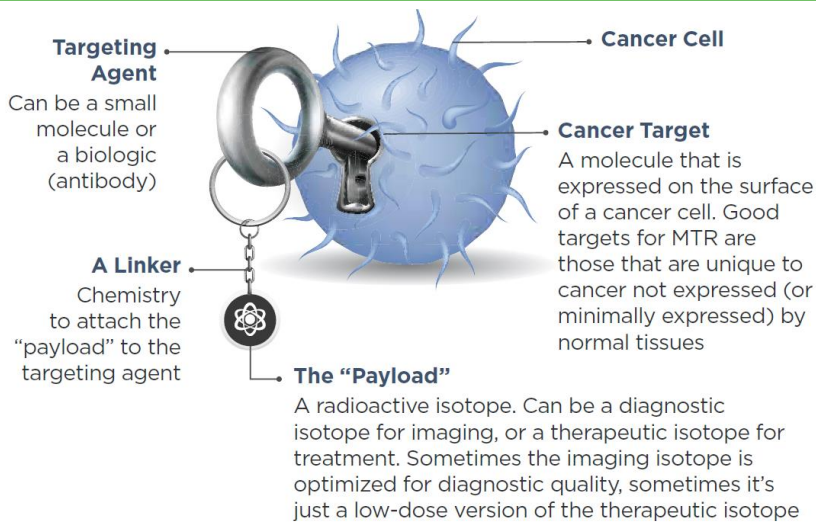 Targeting
Agent
Can be a small
molecule or
a biologic
(antibody)
Cancer Cell
Cancer Target
A molecule that is
expressed on the surface
of a cancer cell. Good
targets for MTR are
those that are unique to
cancer not expressed (or
minimally expressed) by
normal tissues
A Linker
Chemistry
to attach the
“payload” to the
targeting agent
The “Payload”
A radioactive isotope. Can be a diagnostic
isotope for imaging, or a therapeutic isotope for
treatment. Sometimes the imaging isotope is
optimized for diagnostic quality, sometimes it’s
just a low-dose version of the therapeutic isotope